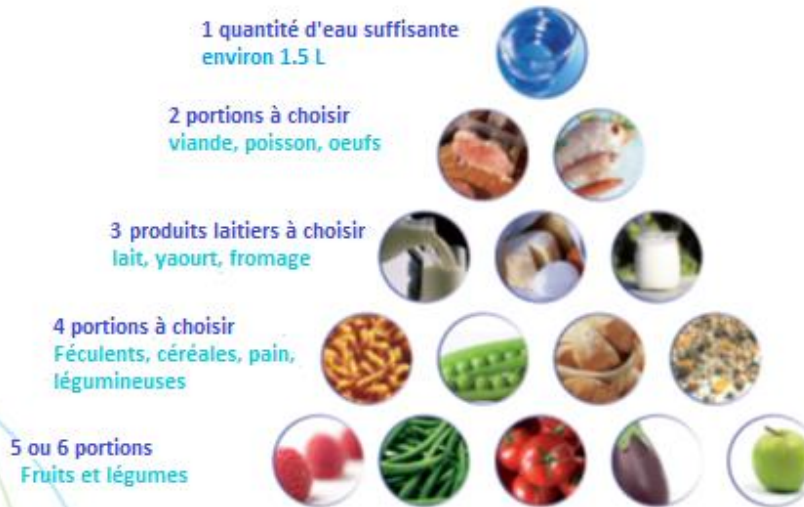 1 quantité d'eau suffisante
environ 1.5 L
2 portions à choisir
viande, poisson, oeufs
3 produits laitiers à choisir
lait, yaourt, fromage
4 portions à choisir
Féculents, céréales, pain,
légumineuses
5 ou 6 portions
Fruits et légumes